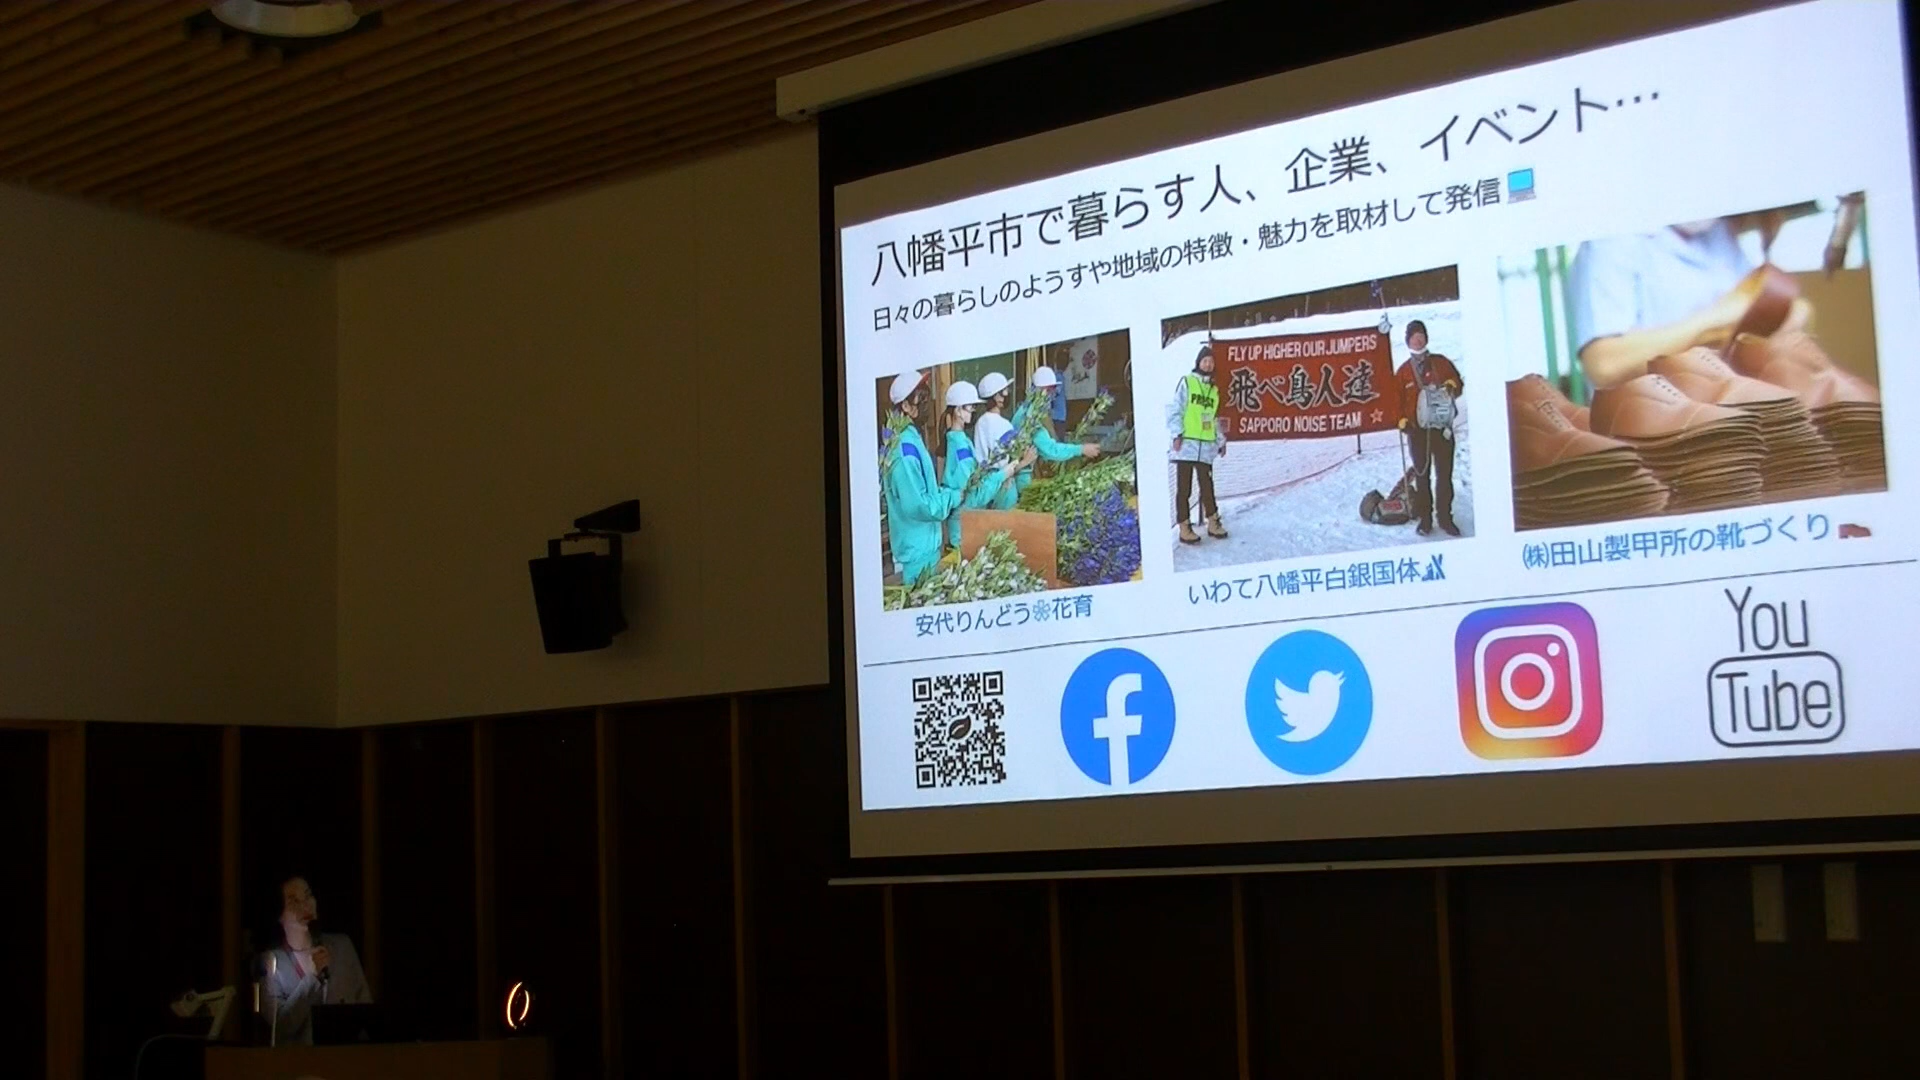 八幡平市で暮らす人、企業、イベント…
日々の暮らしのようすや地域の特徴・魅力を取材して発信
FLY UP HIGHER OUR JUMPERS
飛べ鳥人達
SAPPORO NOISE TEAM
PRESS
安代りんどう花育
いわて八幡平白銀国体
㈱田山製甲所の靴づくり
You
Tube